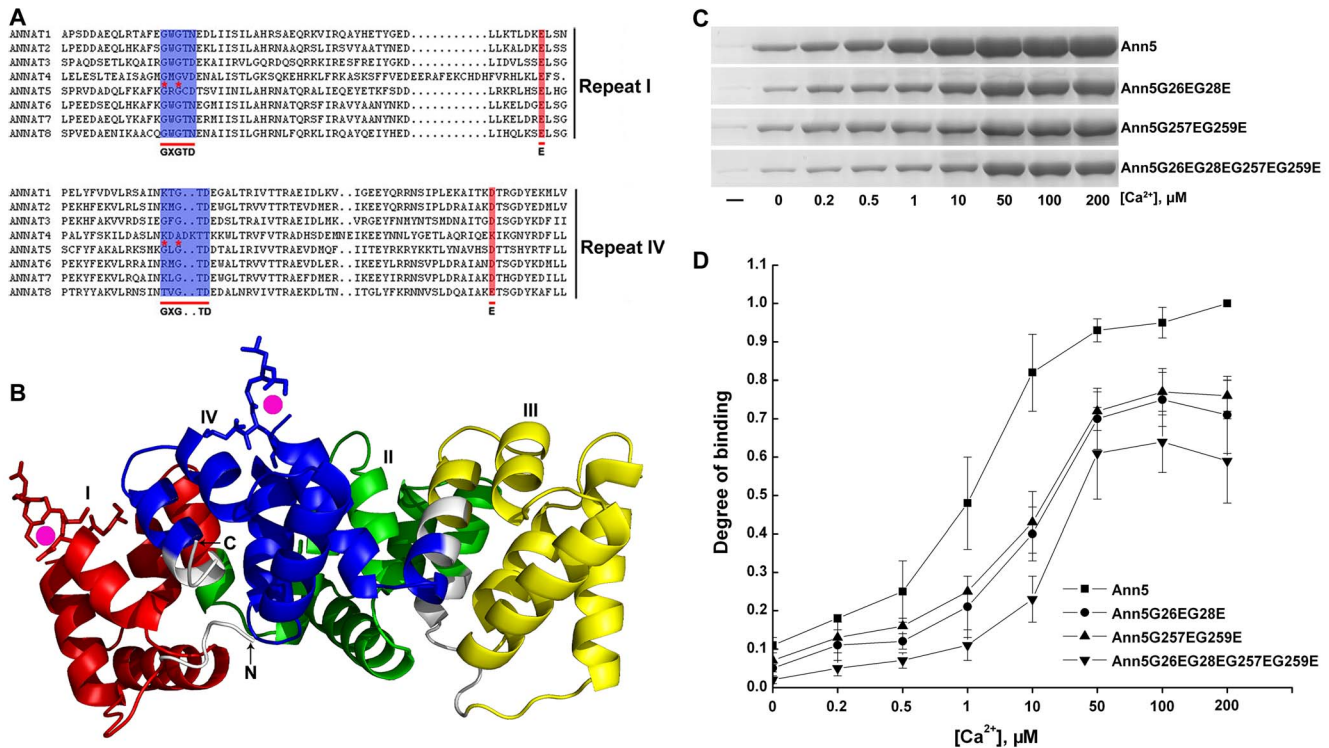 A
ANNAT1 APSDDAEQLRTAFEGWGTNEDLIISILAHRSAEQRKVIRQAYHETYGED...........LLKTLDKELSN
ANNAT2 LPEDDAEQLHKAFSGWGTNEKLIISILAHRNAAQRSLIRSVYAATYNED...........LLKALDKELSS
ANNAT3 SPAQDSETLKQAIRGWGTDEKAIIRVLGQRDQSQRRKIRESFREIYGKD...........LIDVLSSELSG
ANNAT4 LELESLTEAISAGMGMGVDENALISTLGKSQKEHRKLFRKASKSFFVEDEERAFEKCHDHFVRHLKLEFS.
ANNAT5 SPRVDADQLFKAFKGRGCDTSVIINILAHRNATQRALIEQEYETKFSDD...........LRKRLHSELHG
ANNAT6 LPEEDSEQLYKAFKGWGTNEGMIISILAHRNATQRSFIRAVYAANYNKD...........LLKELDGELSG
ANNAT7 LPEEDSEQLHKAFKGWGTNEGMIISILAHRNATQRSFIRAVYAANYNKD...........LLKELDRELSG
ANNAT8 SPVEDAENIKAACQGWGTNENAIISILGHRNLFQRKLIRQAYQEIYHED...........LIHQLKSELSG
Repeat I
GXGTD E
ANNAT1 PELYFVDVLRSAINKTG..TDEGALTRIVTTRAEIDLKV..IGEEYQRRNSIPLEKAITKDTRGDYEKMLV
ANNAT2 PEKHFEKVLRLSINKMG..TDEWGLTRVVTTRTEVDMER..IKEEYQRRNSIPLDRAIAKDTSGDYEDMLV
ANNAT3 PEKHFAKVVRDSIEGFG..TDEDSLTRAIVTRAEIDLMK..VRGEYFNMYNTSMDNAITGDISGDYKDFII
ANNAT4 PALYFSKILDASLNKDADKTTKKWLTRVFVTRADHSDEMNEIKEEYNNLYGETLAQRIQEKIKGNYRDFLL
ANNAT5 SCFYFAKALRKSMKGLG..TDDTALTRIVVTRAEVDMQF..ITEYRKRYKKTLYNAVHSDTTSHYRTFLL
ANNAT6 PEKYFEKVLRRAINRMG..TDEWALTRVVTTRAEVDLER..IKEEYLRRNSVPLDRAIANDTSGDYKDMLL
ANNAT7 PEKYFEKVLRQAINKLG..TDEWGLTRVVTTRAEFDMER..IKEEYIRRNSVPLDRAIAKDTHGDYEDILL
ANNAT8 PTRYYAKVLRNSINTVG..TDEDALNRVIVTRAEKDLTN..ITGLYFKRNNVSLDQAIAKETSGDYKAFLL
Repeat IV
GXG..TD E
B
I
IV
II
III
C
N
C
Ann5
Ann5G26EG28E
Ann5G257EG259E
Ann5G26EG28EG257EG259E
— 0 0.2 0.5 1 10 50 100 200 [Ca²⁺], µM
D
Degree of binding
1.0
0.9
0.8
0.7
0.6
0.5
0.4
0.3
0.2
0.1
0.0
0 0.2 0.5 1 10 50 100 200
[Ca²⁺], µM
Ann5
Ann5G26EG28E
Ann5G257EG259E
Ann5G26EG28EG257EG259E